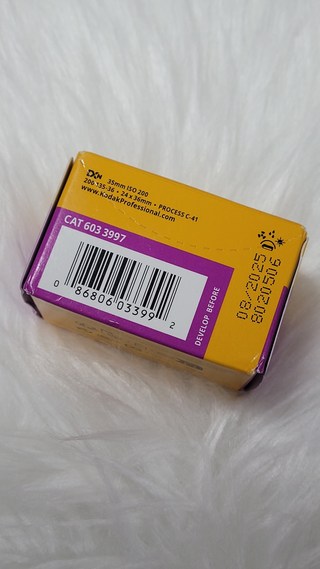 DX 35mm ISO 200
200 135-36 • 24 x 36mm • PROCESS C-41
www.KodakProfessional.com
CAT 603 3997
0 86806 03399 2
DEVELOP BEFORE
08/2025
8020506